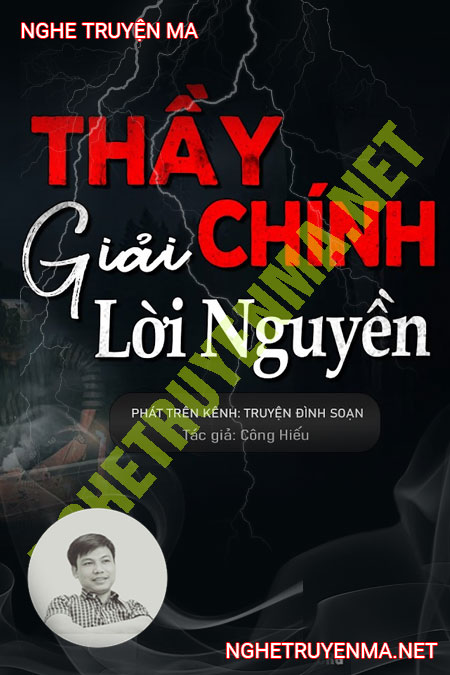 NGHE TRUYỆN MA
THẦY
Giải CHÍNH
Lời Nguyền
PHÁT TRÊN KÊNH: TRUYỆN ĐÌNH SOẠN
Tác giả: Công Hiếu
NGHETRUYENMA.NET
NGHETRUYENMA.NET